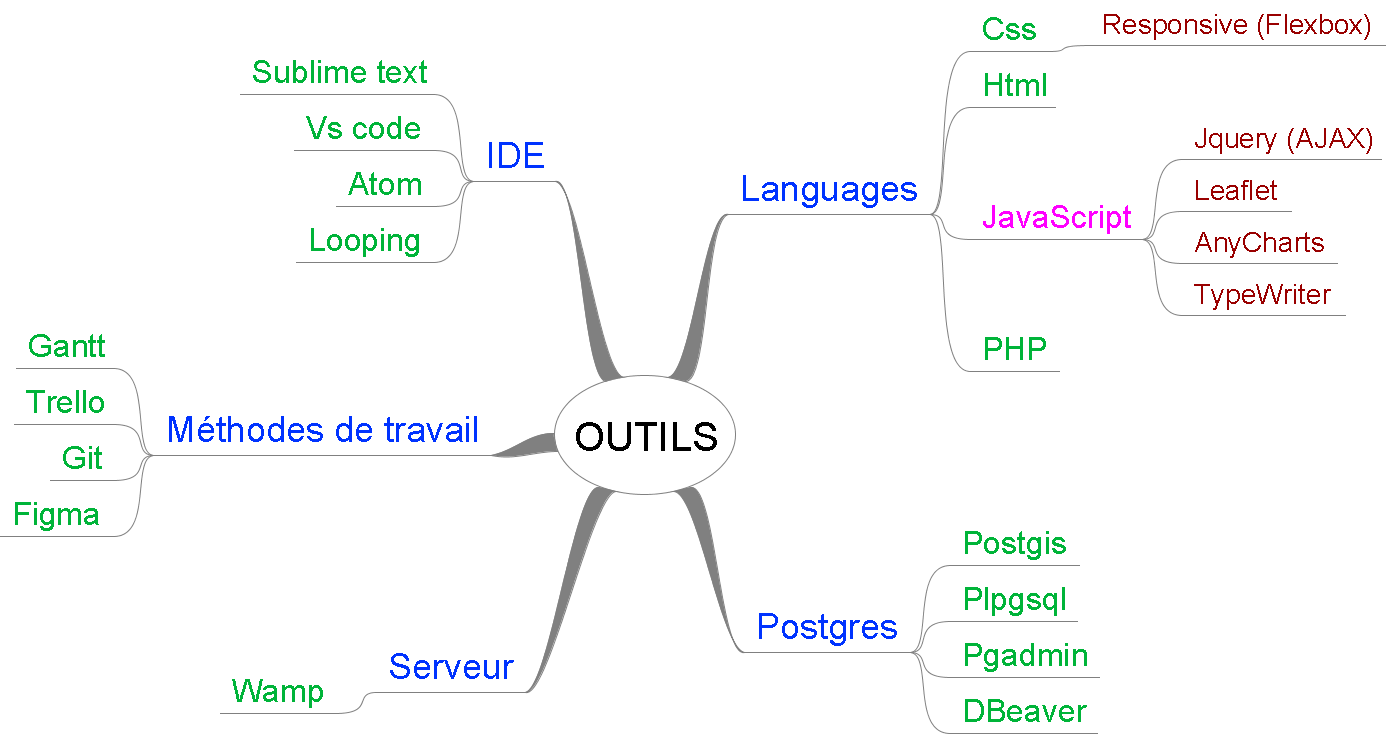 OUTILS
IDE
Sublime text
Vs code
Atom
Looping
Languages
Css
Responsive (Flexbox)
Html
JavaScript
Jquery (AJAX)
Leaflet
AnyCharts
TypeWriter
PHP
Méthodes de travail
Gantt
Trello
Git
Figma
Serveur
Wamp
Postgres
Postgis
Plpgsql
Pgadmin
DBeaver